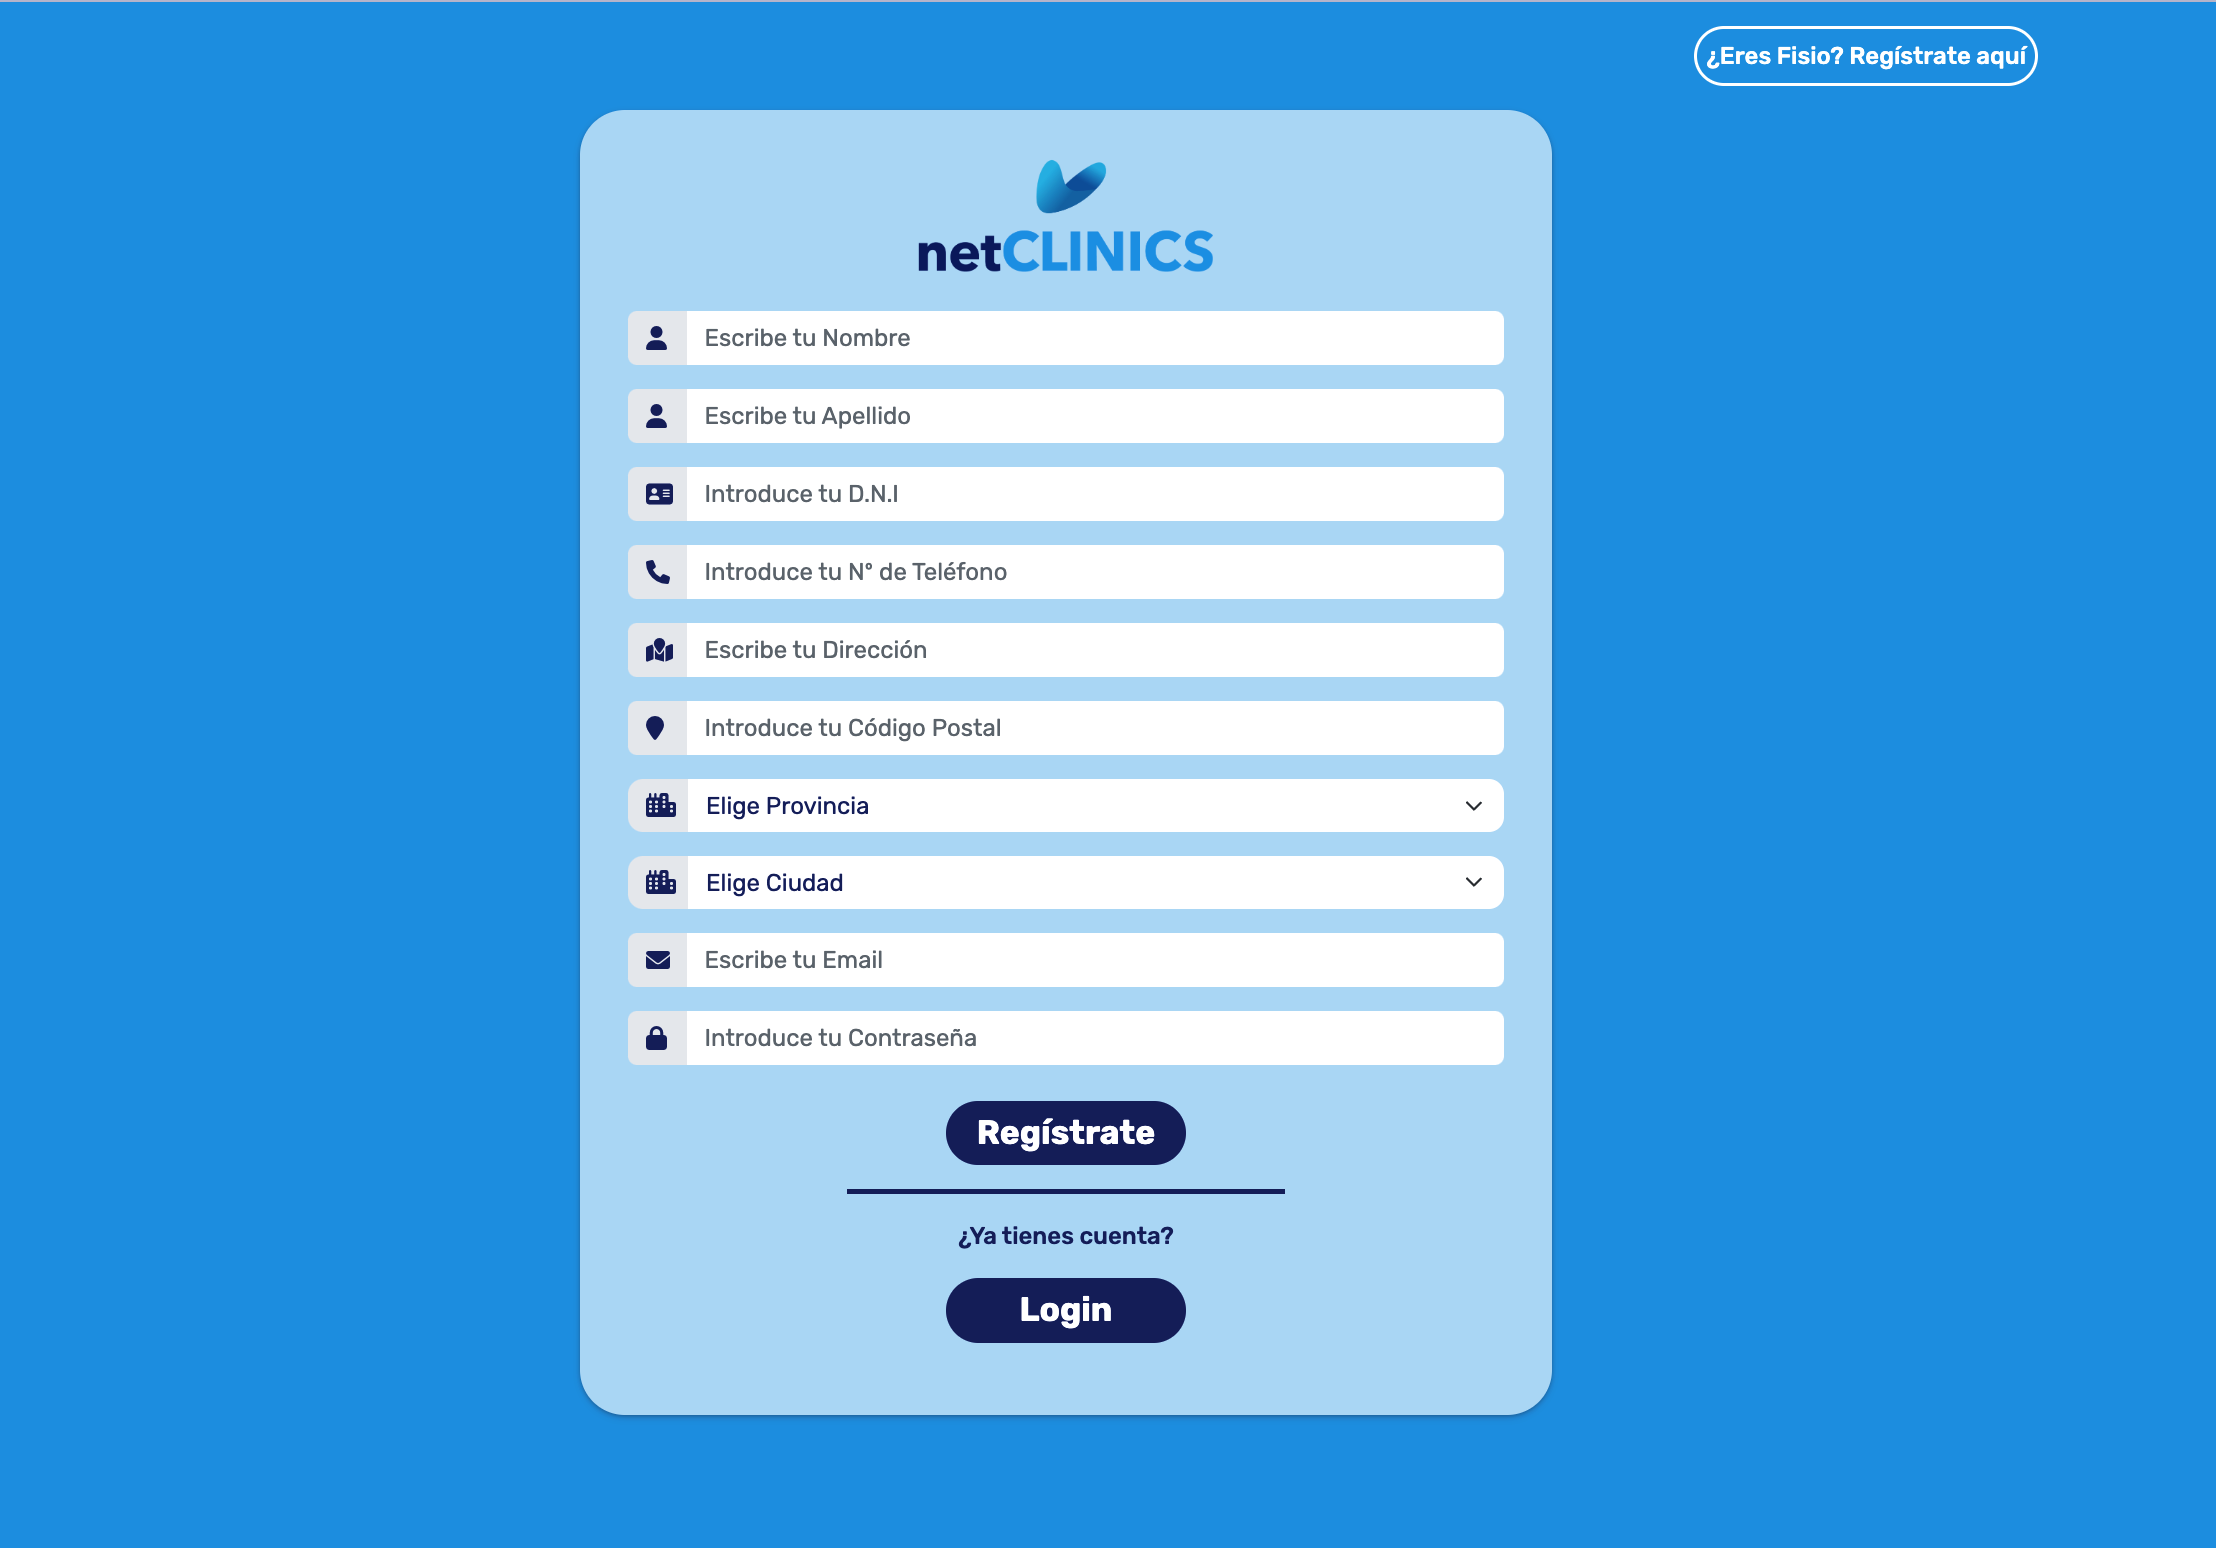 ¿Eres Fisio? Regístrate aquí
netCLINICS
Escribe tu Nombre
Escribe tu Apellido
Introduce tu D.N.I
Introduce tu Nº de Teléfono
Escribe tu Dirección
Introduce tu Código Postal
Elige Provincia
Elige Ciudad
Escribe tu Email
Introduce tu Contraseña
Regístrate
¿Ya tienes cuenta?
Login